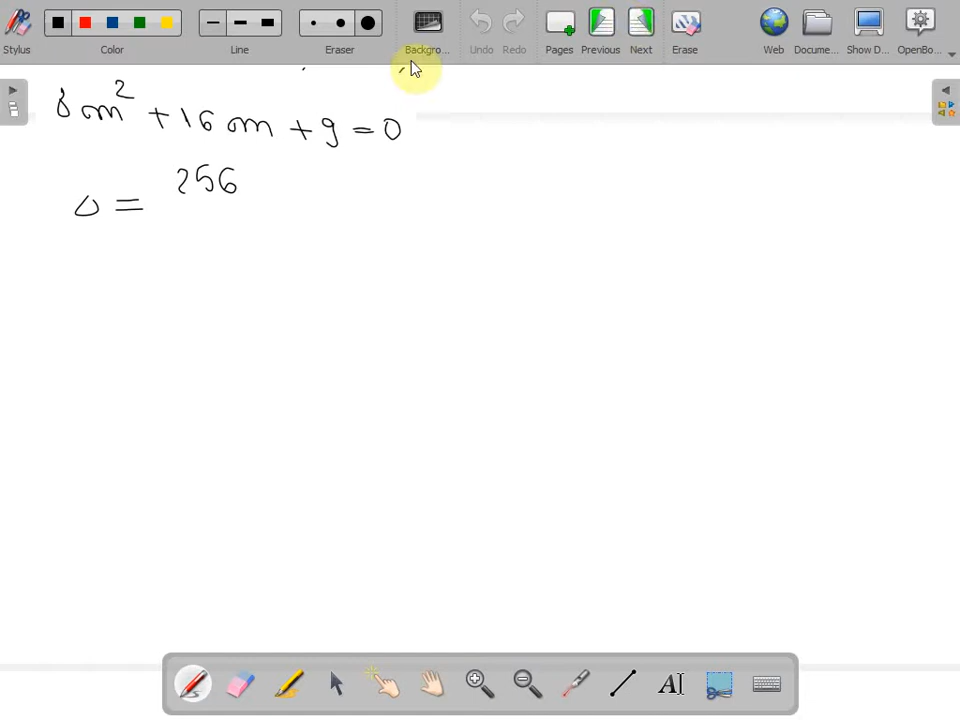 Stylus Color Line Eraser Backgro... Undo Redo Pages Previous Next Erase Web Docume... Show D... OpenBo...
8m² + 16m + 9 = 0
256
Δ =
A